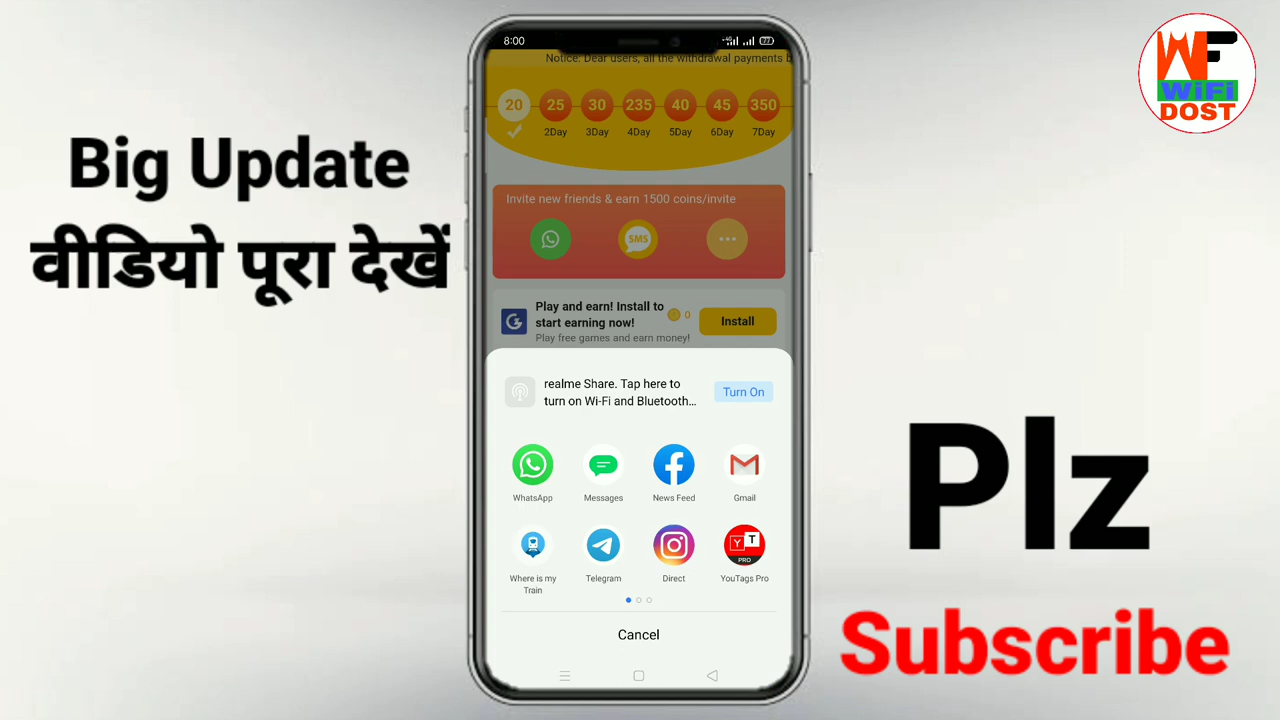 8:00
4G
77
Notice: Dear users, all the withdrawal payments b
20 25 30 235 40 45 350
2Day 3Day 4Day 5Day 6Day 7Day
Invite new friends & earn 1500 coins/invite
SMS
Play and earn! Install to
start earning now!
0
Install
Play free games and earn money!
realme Share. Tap here to
turn on Wi-Fi and Bluetooth...
Turn On
WhatsApp Messages News Feed Gmail
Y T
PRO
Where is my
Train
Telegram Direct YouTags Pro
Cancel
Big Update
वीडियो पूरा देखें
WF
WiFi
DOST
Plz
Subscribe